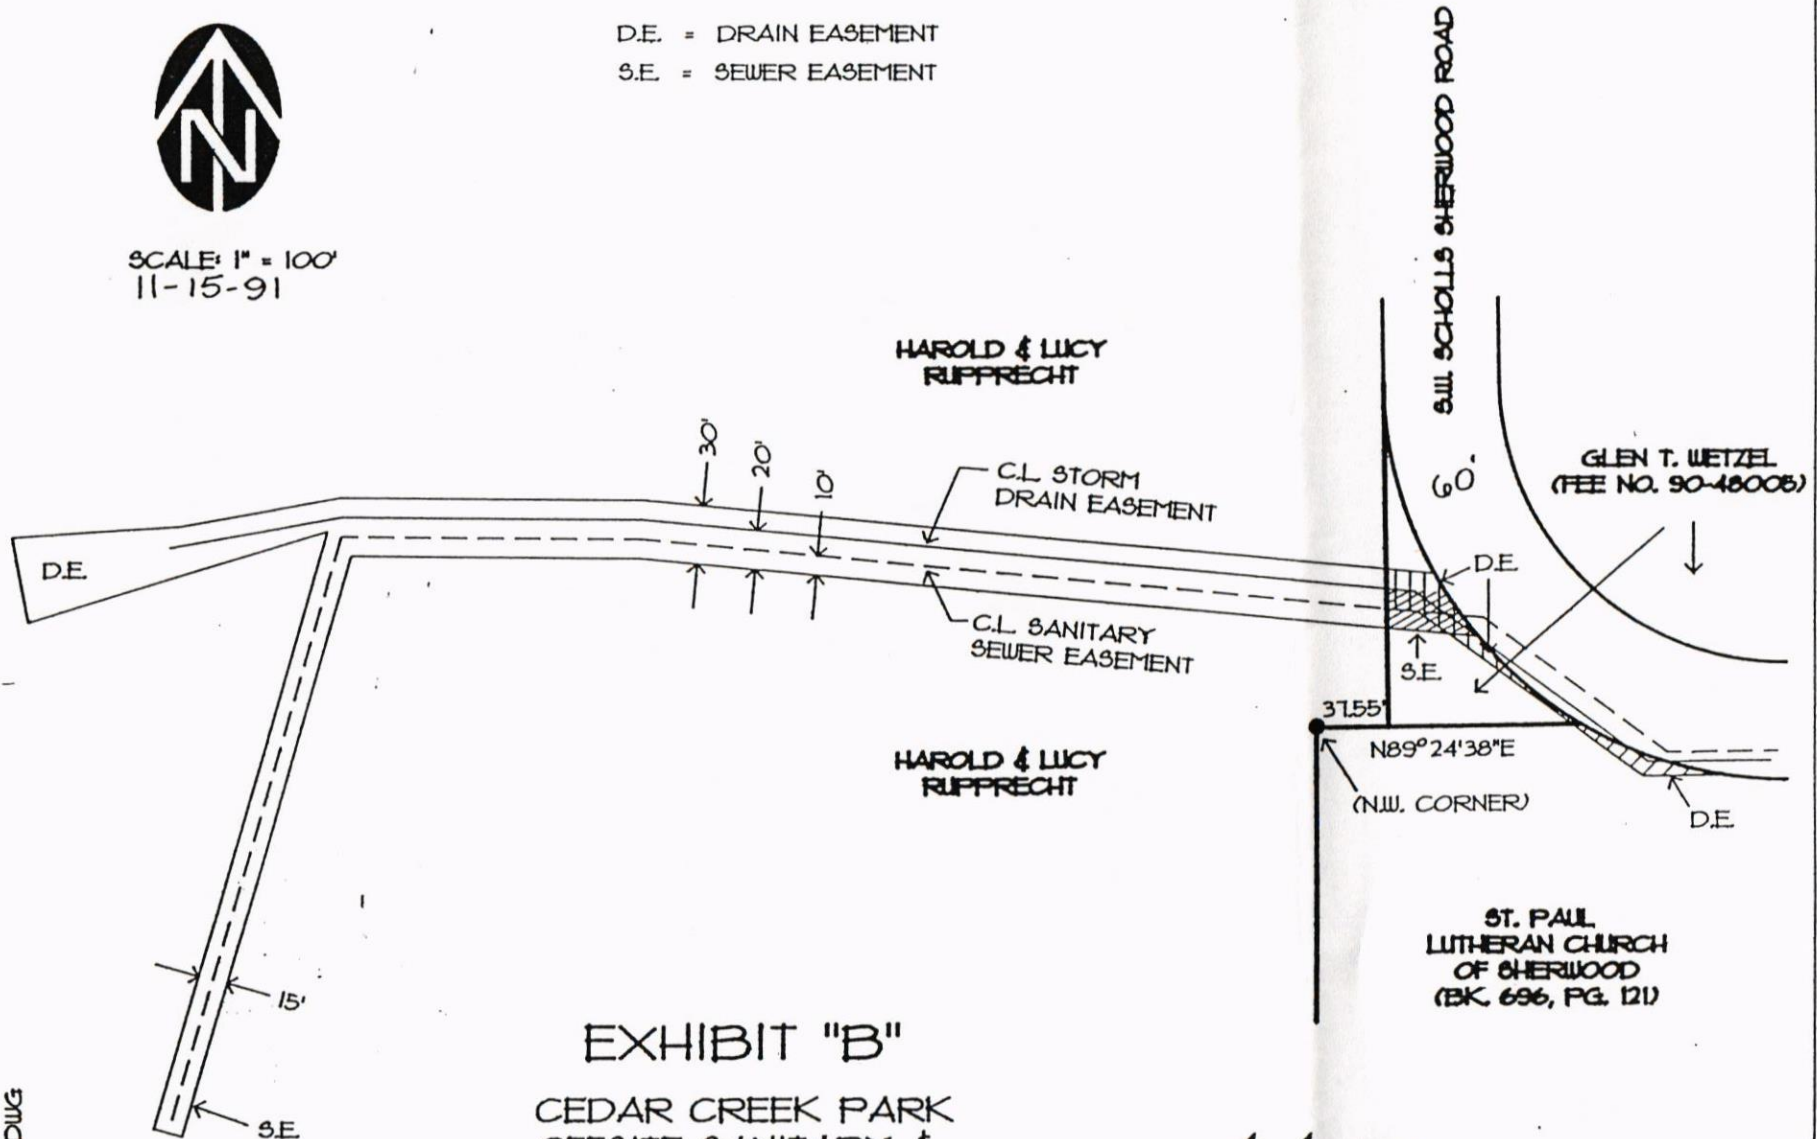 D.E. = DRAIN EASEMENT
S.E. = SEWER EASEMENT
N
SCALE: 1" = 100'
11-15-91
S.W. SCHOLLS SHERWOOD ROAD
HAROLD & LUCY
RUPPRECHT
30'
20'
10'
C.L. STORM
DRAIN EASEMENT
60'
GLEN T. WETZEL
(FEE NO. 90-48005)
D.E.
D.E.
C.L. SANITARY
SEWER EASEMENT
S.E.
37.55'
N89°24'38"E
HAROLD & LUCY
RUPPRECHT
(N.W. CORNER)
D.E.
ST. PAUL
LUTHERAN CHURCH
OF SHERWOOD
(BK. 696, PG. 121)
15'
EXHIBIT "B"
CEDAR CREEK PARK
S.E.
DWG: